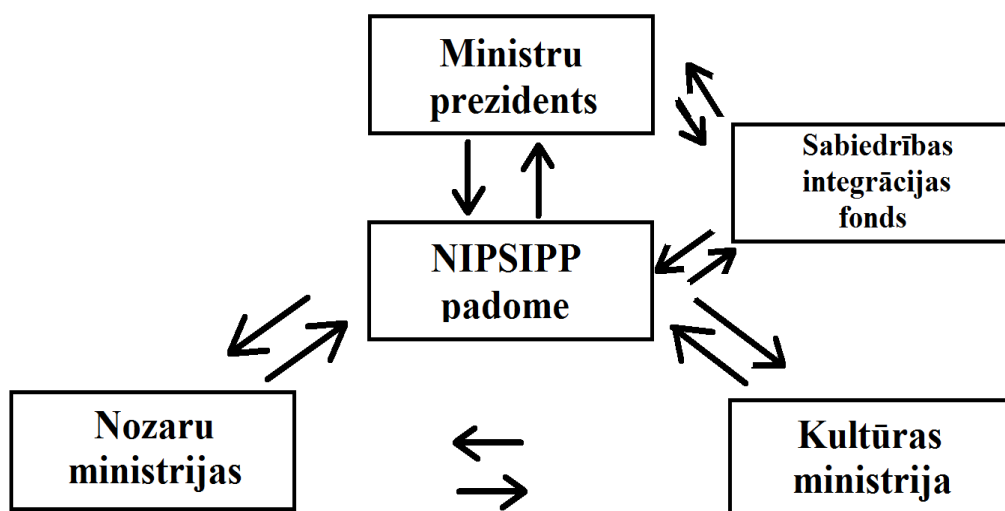 Ministru
prezidents
Sabiedrības
integrācijas
fonds
NIPSIPP
padome
Nozaru
ministrijas
Kultūras
ministrija